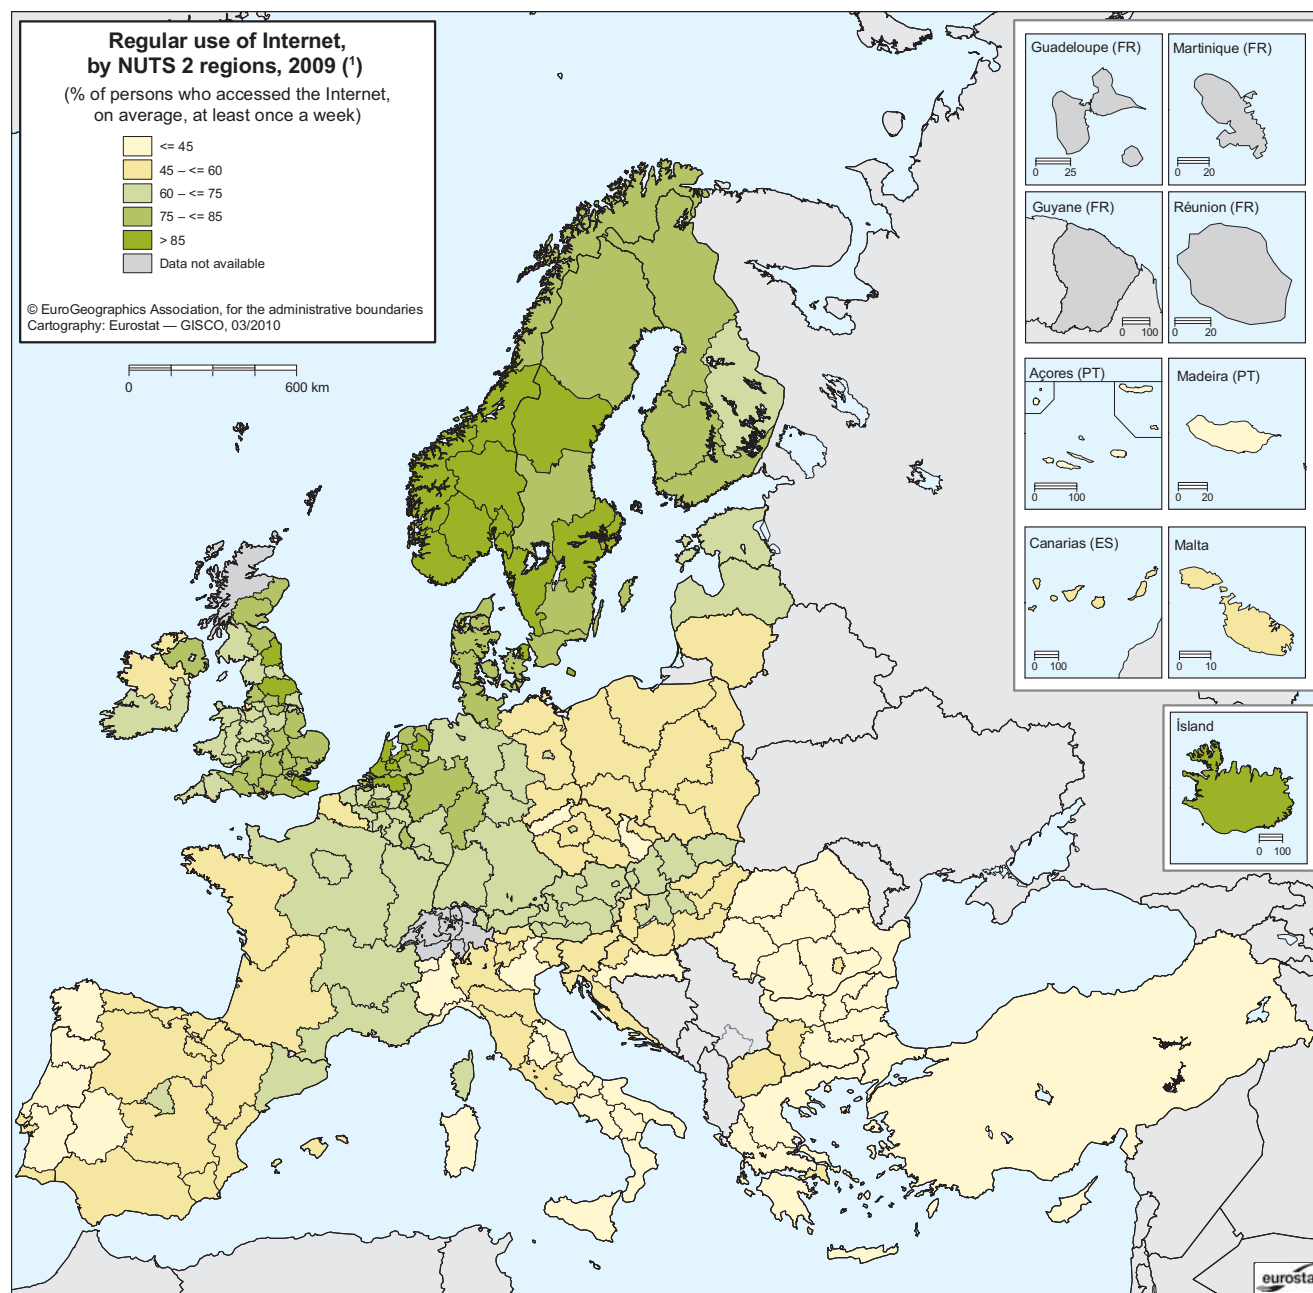 Regular use of Internet,
by NUTS 2 regions, 2009 (¹)
(% of persons who accessed the Internet,
on average, at least once a week)
<= 45
45 – <= 60
60 – <= 75
75 – <= 85
> 85
Data not available
© EuroGeographics Association, for the administrative boundaries
Cartography: Eurostat — GISCO, 03/2010
0 600 km
Guadeloupe (FR)
0 25
Martinique (FR)
0 20
Guyane (FR)
0 100
Réunion (FR)
0 20
Açores (PT)
0 100
Madeira (PT)
0 20
Canarias (ES)
0 100
Malta
0 10
Ísland
0 100
eurosta